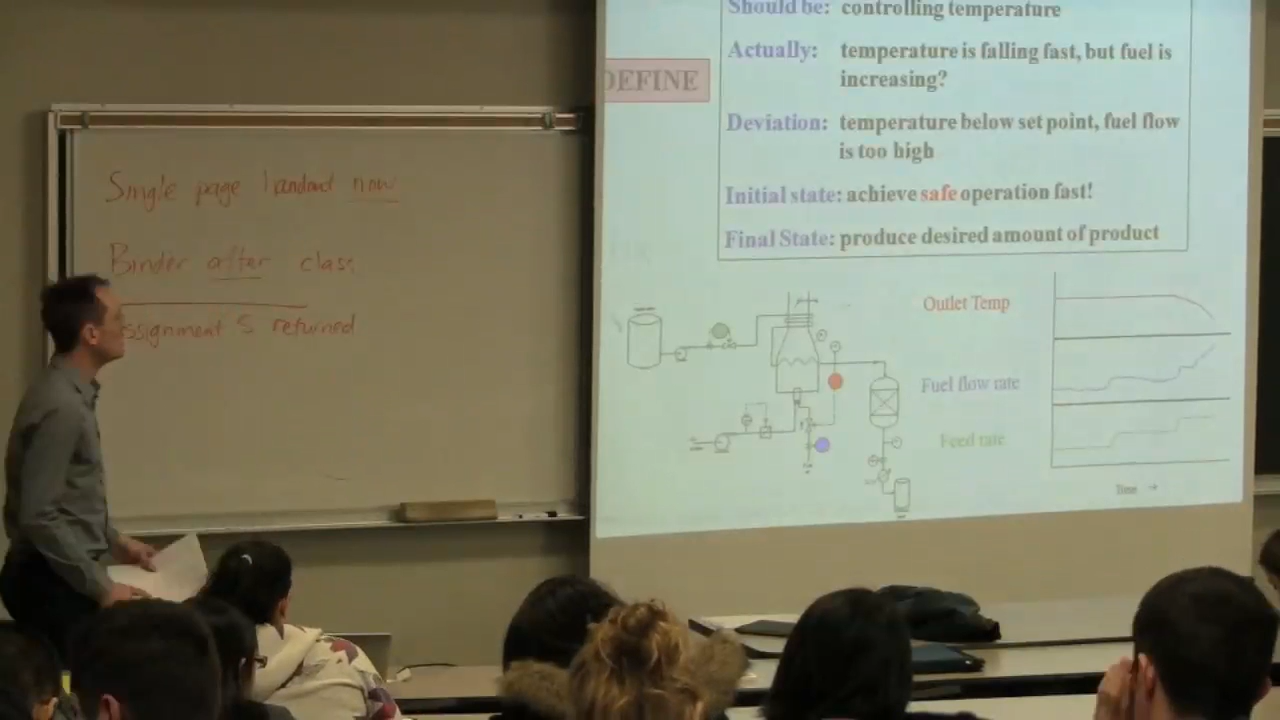 Single page handout now
Binder after class
ssignment 5 returned
DEFINE
Should be: controlling temperature
Actually: temperature is falling fast, but fuel is
increasing?
Deviation: temperature below set point, fuel flow
is too high
Initial state: achieve safe operation fast!
Final State: produce desired amount of product
Outlet Temp
Fuel flow rate
Feed rate
Time →